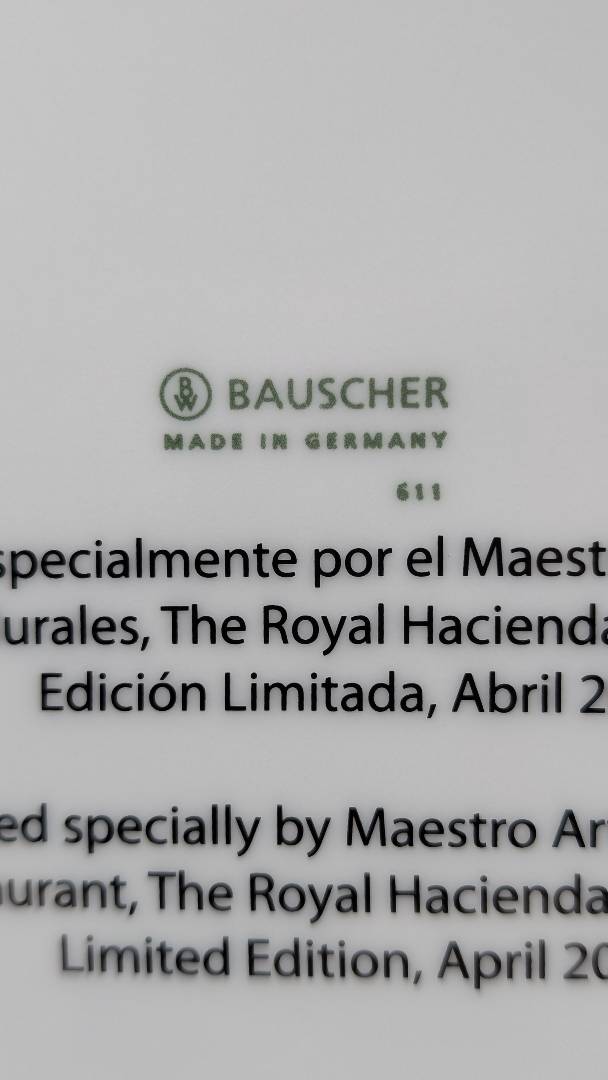 BW BAUSCHER
MADE IN GERMANY
611
specialmente por el Maest
urales, The Royal Hacienda
Edición Limitada, Abril 2
ed specially by Maestro Ar
urant, The Royal Hacienda
Limited Edition, April 20